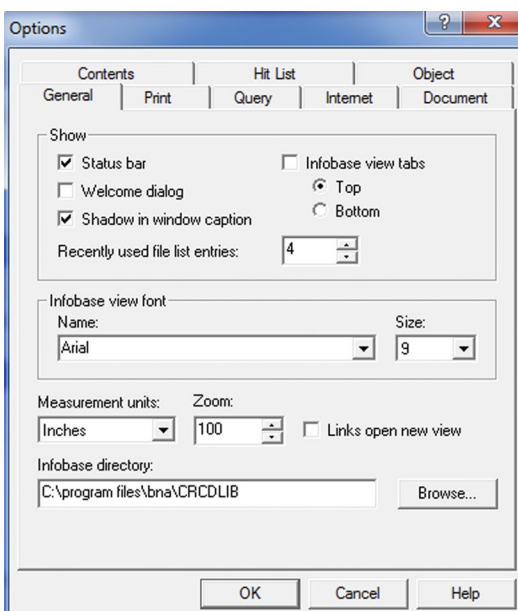 Options
Contents Hit List Object
General Print Query Internet Document
Show
Status bar Infobase view tabs
Welcome dialog Top
Shadow in window caption Bottom
Recently used file list entries: 4
Infobase view font
Name: Size:
Arial 9
Measurement units: Zoom:
Inches 100 Links open new view
Infobase directory:
C:\program files\bna\CRCDLIB Browse...
OK Cancel Help